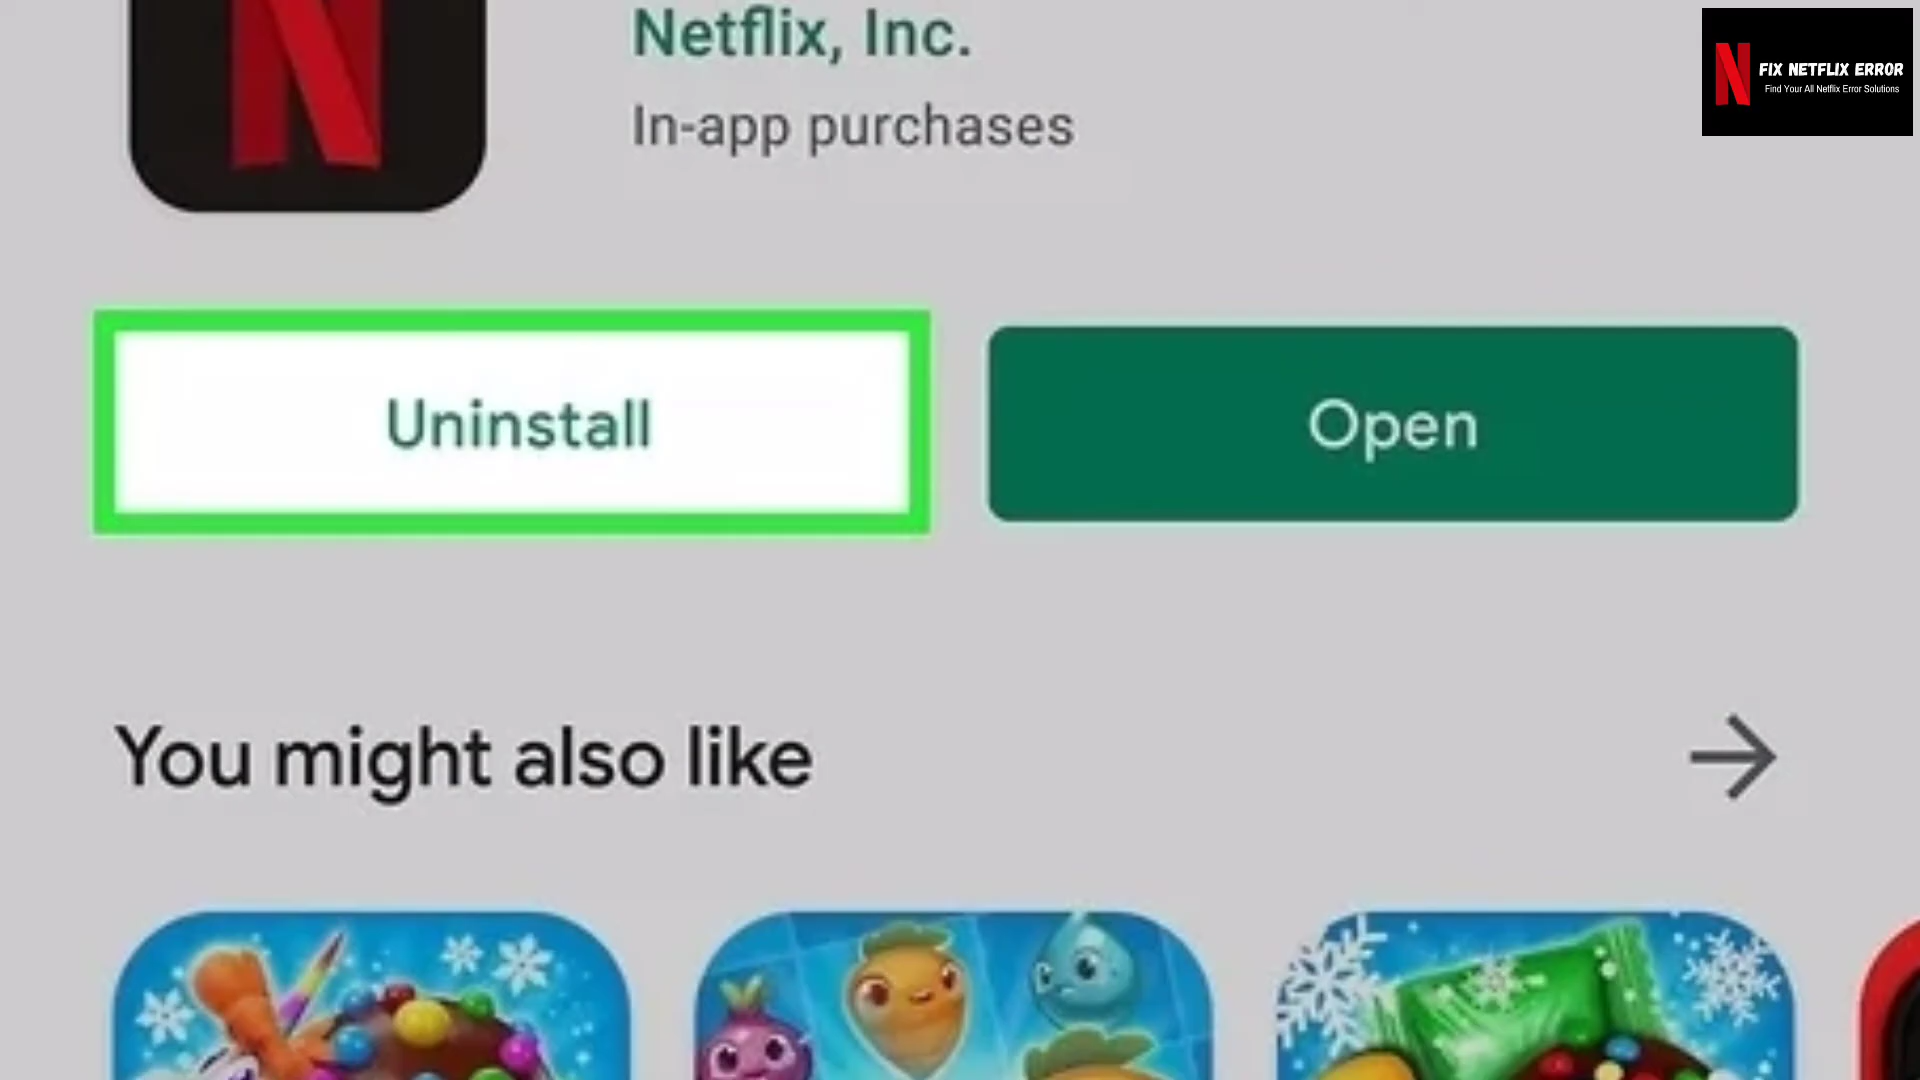 Netflix, Inc.
In-app purchases
N FIX NETFLIX ERROR
Find Your All Netflix Error Solutions
Uninstall
Open
You might also like